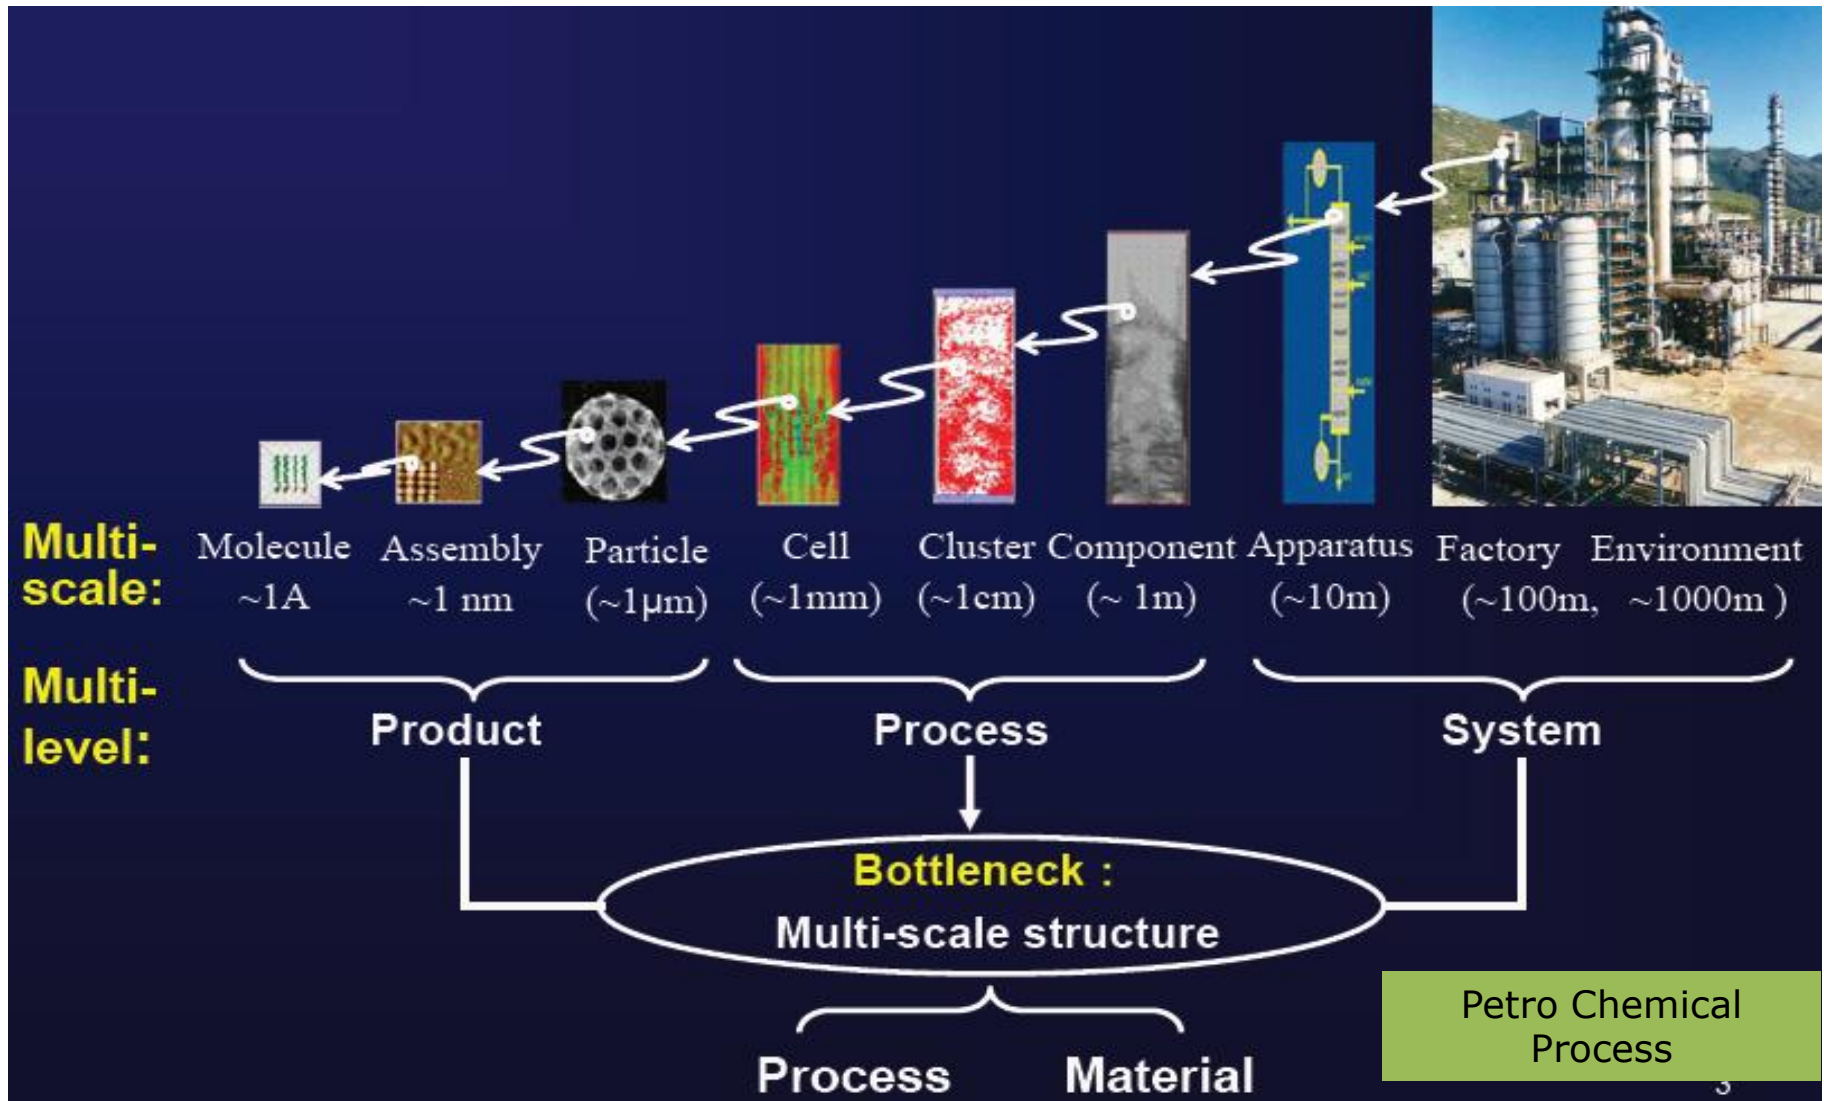 Multi-
scale:
Molecule Assembly Particle Cell Cluster Component Apparatus Factory Environment
~1A ~1 nm (~1µm) (~1mm) (~1cm) (~ 1m) (~10m) (~100m, ~1000m )
Multi-
level:
Product Process System
Bottleneck :
Multi-scale structure
Process Material
Petro Chemical
Process
3